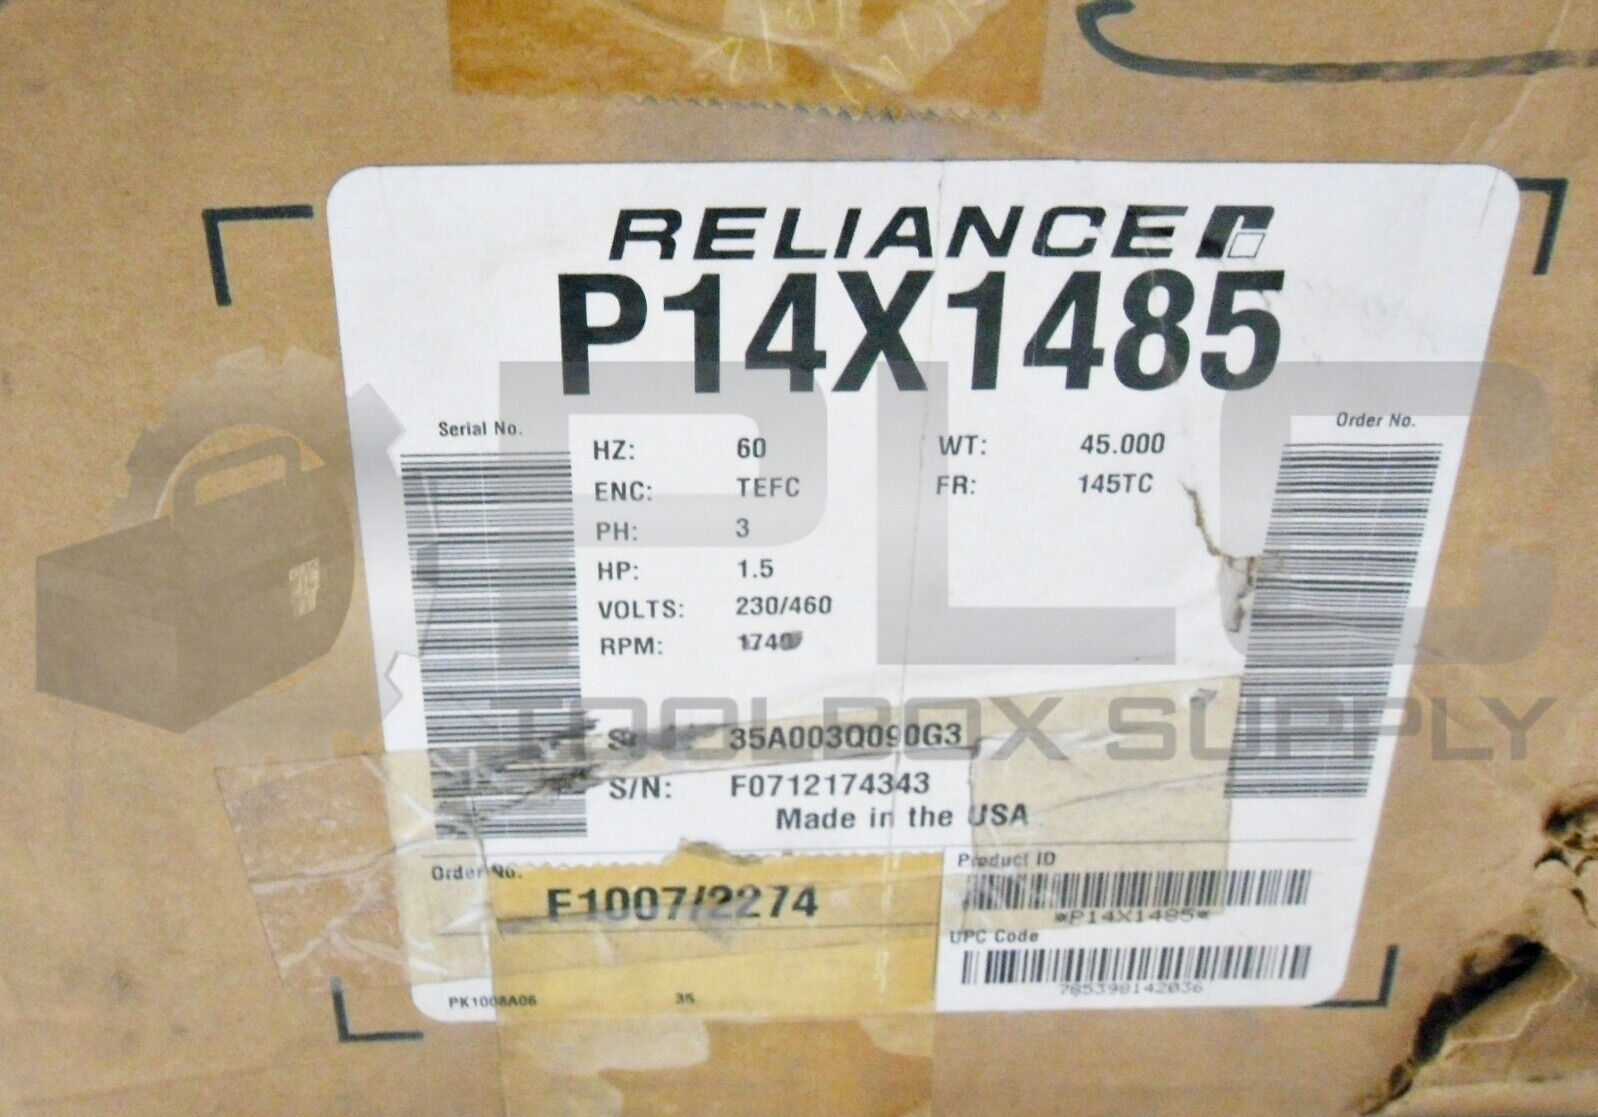 RELIANCE
P14X1485
Serial No.
Order No.
HZ: 60 WT: 45.000
ENC: TEFC FR: 145TC
PH: 3
HP: 1.5
VOLTS: 230/460
RPM:
35A003Q090G3
S/N: F0712174343
Made in the USA
Order No.
F1007/2274
Product ID
*P14X1485*
UPC Code
785398142036
PK1008A06 35
PLC
TOOLBOX SUPPLY